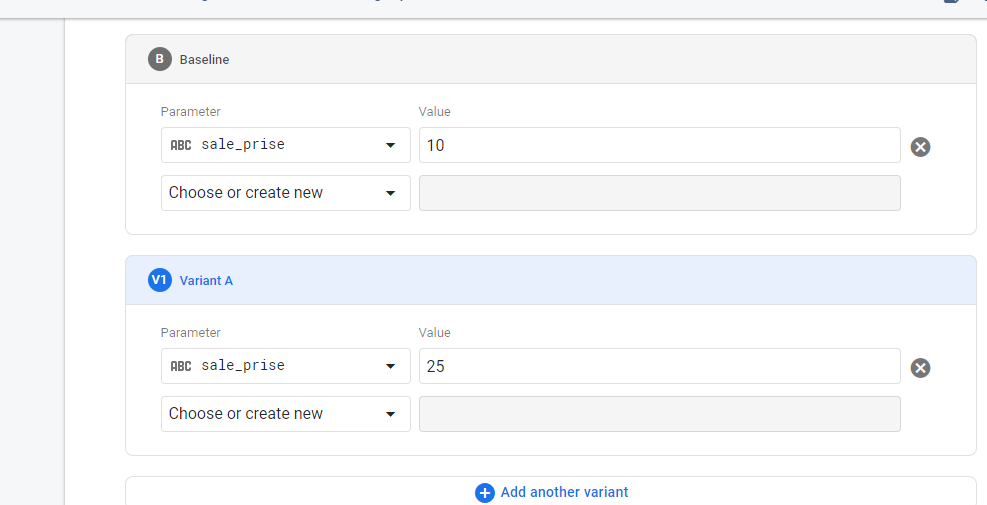 B Baseline
Parameter Value
ABC sale_prise 10
Choose or create new
V1 Variant A
Parameter Value
ABC sale_prise 25
Choose or create new
Add another variant